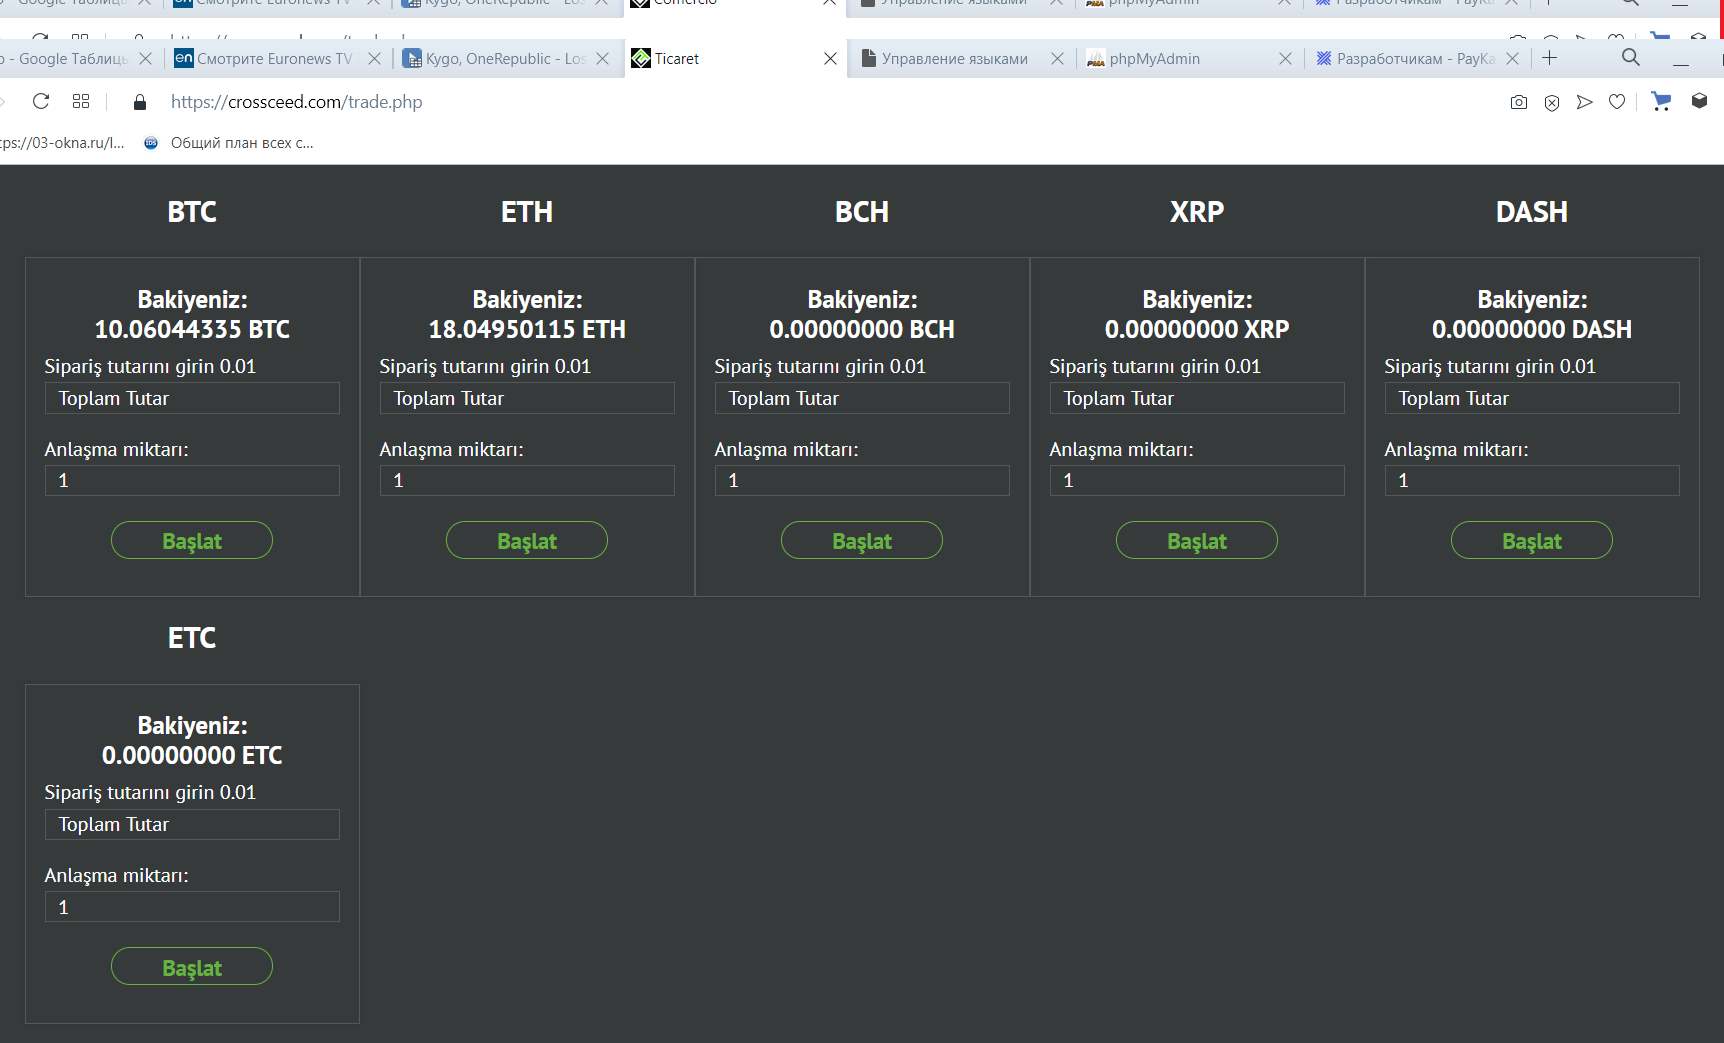 Ticaret
о - Google Таблиць
Смотрите Euronews TV
Kygo, OneRepublic - Los
Ticaret
Управление языками
phpMyAdmin
Разработчикам - PayKa
https://crossceed.com/trade.php
tps://03-okna.ru/l...
Общий план всех с...
BTC
ETH
BCH
XRP
DASH
Bakiyeniz:
10.06044335 BTC
Sipariş tutarını girin 0.01
Toplam Tutar
Anlaşma miktarı:
1
Başlat
Bakiyeniz:
18.04950115 ETH
Sipariş tutarını girin 0.01
Toplam Tutar
Anlaşma miktarı:
1
Başlat
Bakiyeniz:
0.00000000 BCH
Sipariş tutarını girin 0.01
Toplam Tutar
Anlaşma miktarı:
1
Başlat
Bakiyeniz:
0.00000000 XRP
Sipariş tutarını girin 0.01
Toplam Tutar
Anlaşma miktarı:
1
Başlat
Bakiyeniz:
0.00000000 DASH
Sipariş tutarını girin 0.01
Toplam Tutar
Anlaşma miktarı:
1
Başlat
ETC
Bakiyeniz:
0.00000000 ETC
Sipariş tutarını girin 0.01
Toplam Tutar
Anlaşma miktarı:
1
Başlat